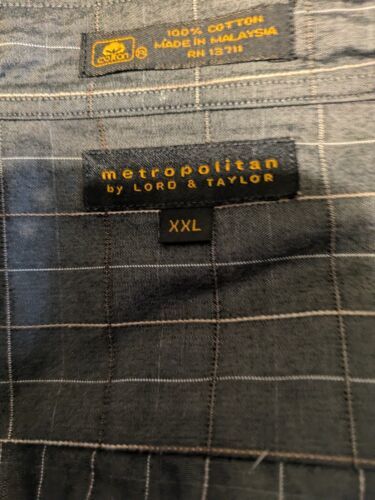 100% COTTON
cotton
MADE IN MALAYSIA
RN 13711
metropolitan
by LORD & TAYLOR
XXL